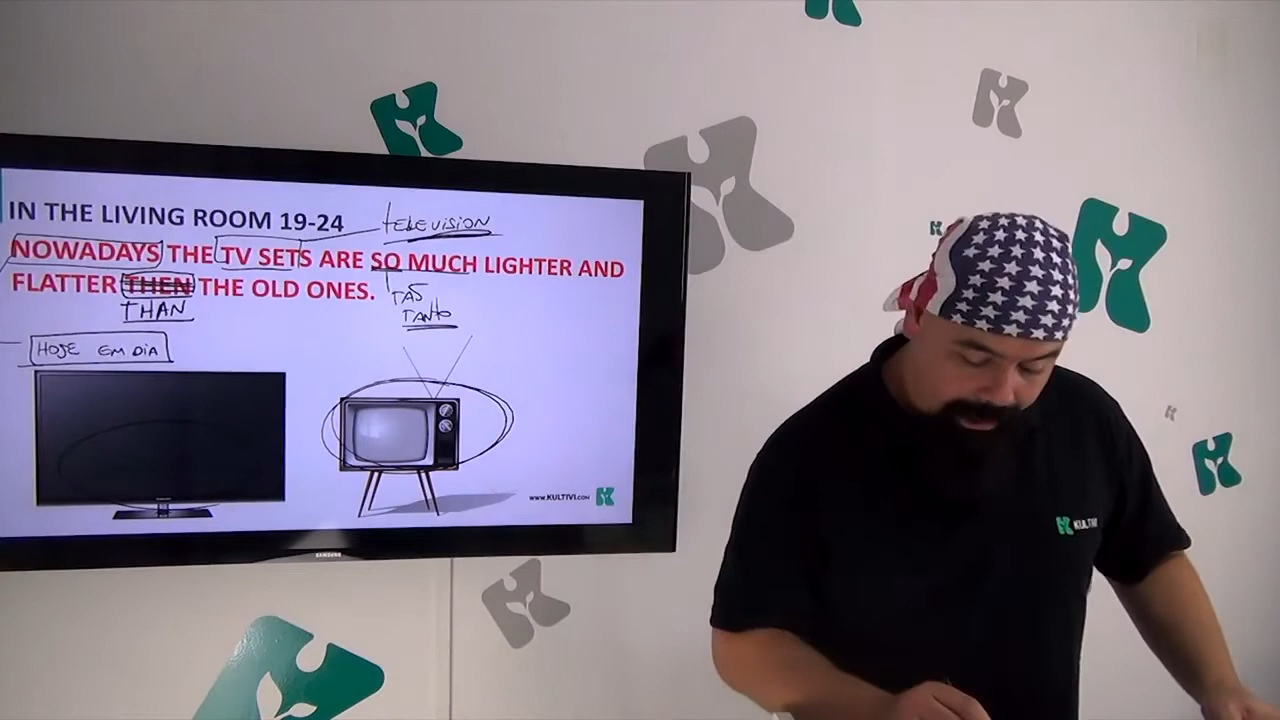 IN THE LIVING ROOM 19-24
TELEVISION
NOWADAYS THE TV SETS ARE SO MUCH LIGHTER AND
FLATTER THEN THE OLD ONES.
THAN
TÃO
TANTO
HOJE EM DIA
WWW.KULTIVI.COM
SAMSUNG
KULTIVI